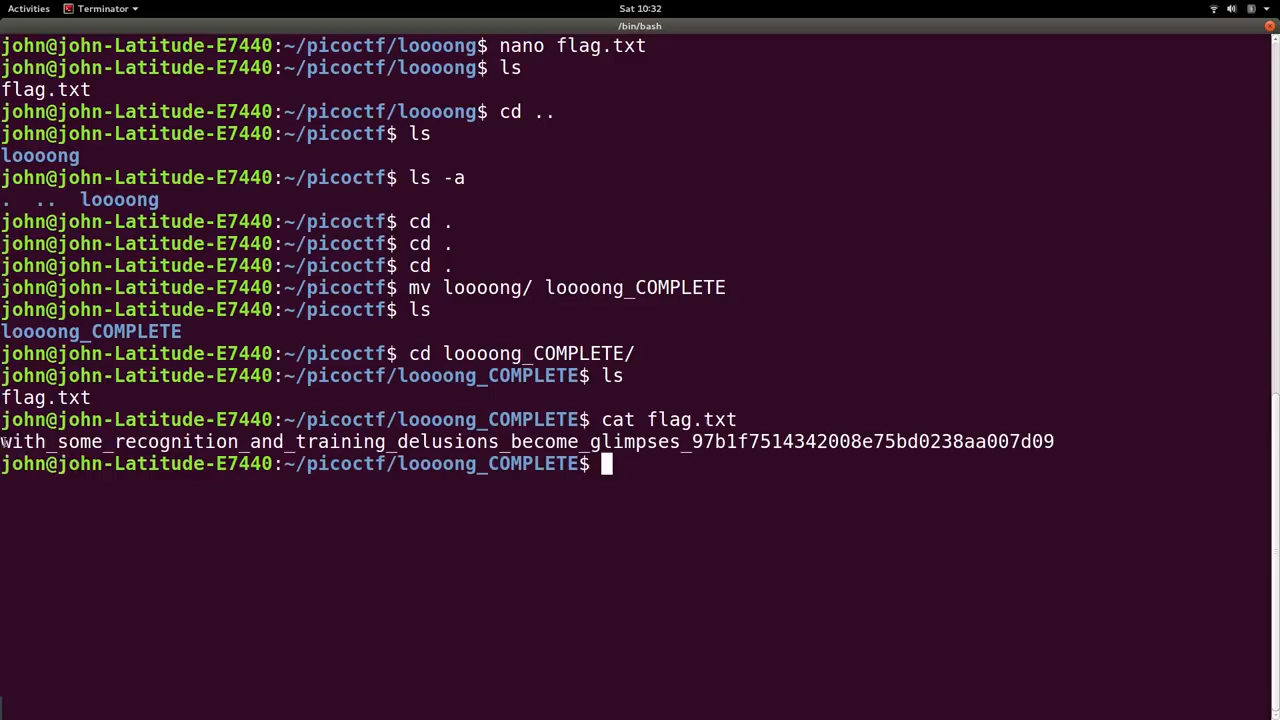 Activities Terminator Sat 10:32
/bin/bash
john@john-Latitude-E7440:~/picoctf/loooong$ nano flag.txt
john@john-Latitude-E7440:~/picoctf/loooong$ ls
flag.txt
john@john-Latitude-E7440:~/picoctf/loooong$ cd ..
john@john-Latitude-E7440:~/picoctf$ ls
loooong
john@john-Latitude-E7440:~/picoctf$ ls -a
. .. loooong
john@john-Latitude-E7440:~/picoctf$ cd .
john@john-Latitude-E7440:~/picoctf$ cd .
john@john-Latitude-E7440:~/picoctf$ cd .
john@john-Latitude-E7440:~/picoctf$ mv loooong/ loooong_COMPLETE
john@john-Latitude-E7440:~/picoctf$ ls
loooong_COMPLETE
john@john-Latitude-E7440:~/picoctf$ cd loooong_COMPLETE/
john@john-Latitude-E7440:~/picoctf/loooong_COMPLETE$ ls
flag.txt
john@john-Latitude-E7440:~/picoctf/loooong_COMPLETE$ cat flag.txt
with_some_recognition_and_training_delusions_become_glimpses_97b1f7514342008e75bd0238aa007d09
john@john-Latitude-E7440:~/picoctf/loooong_COMPLETE$